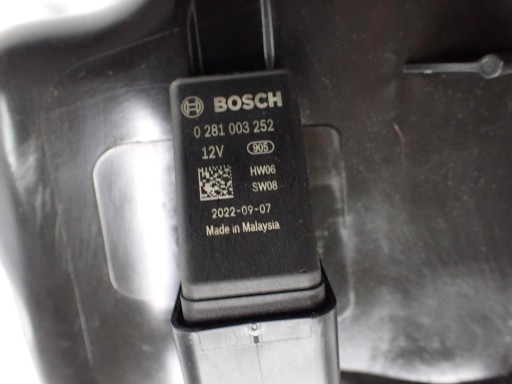 BOSCH
0 281 003 252
12V 905
HW06
SW08
2022-09-07
Made in Malaysia